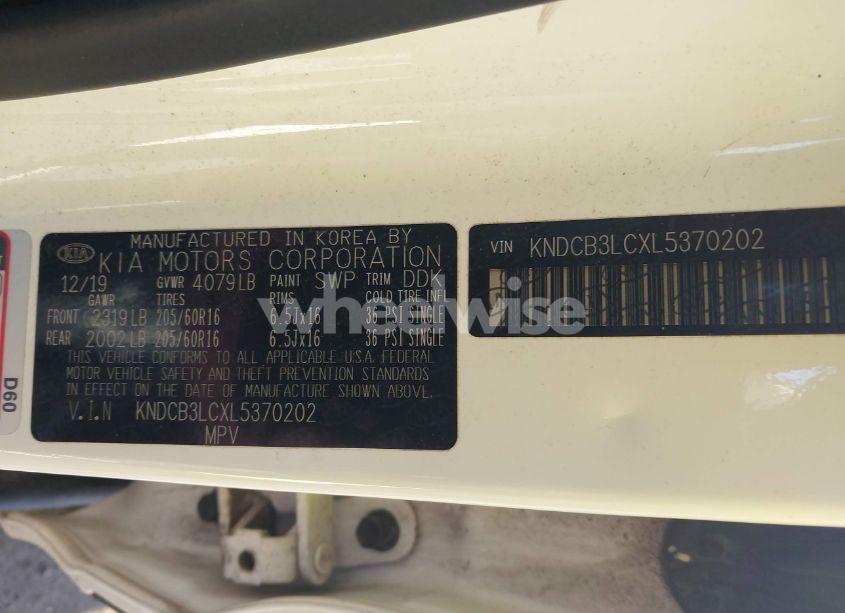 KIA
MANUFACTURED IN KOREA BY
KIA MOTORS CORPORATION
12/19 GVWR 4079LB PAINT SWP TRIM DDK
GAWR TIRES RIMS COLD TIRE INFL
FRONT 2319LB 205/60R16 6.5Jx16 36 PSI SINGLE
REAR 2002LB 205/60R16 6.5Jx16 36 PSI SINGLE
THIS VEHICLE CONFORMS TO ALL APPLICABLE U.S.A. FEDERAL
MOTOR VEHICLE SAFETY AND THEFT PREVENTION STANDARDS
IN EFFECT ON THE DATE OF MANUFACTURE SHOWN ABOVE.
V.I.N KNDCB3LCXL5370202
MPV
VIN KNDCB3LCXL5370202
D60
wheelwise